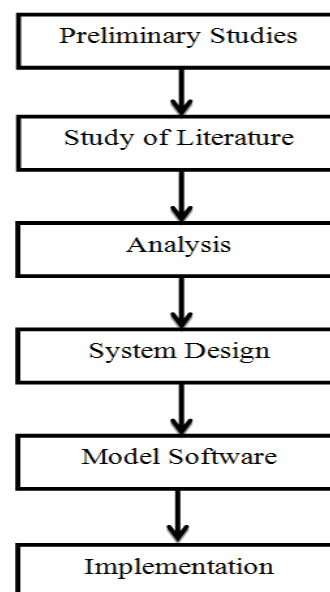 Preliminary Studies
Study of Literature
Analysis
System Design
Model Software
Implementation